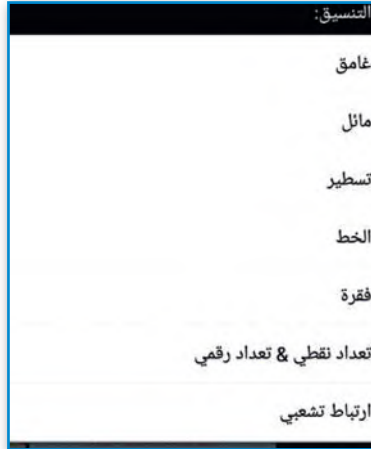 التنسيق:
غامق
مائل
تسطير
الخط
فقرة
تعداد نقطي & تعداد رقمي
ارتباط تشعبي